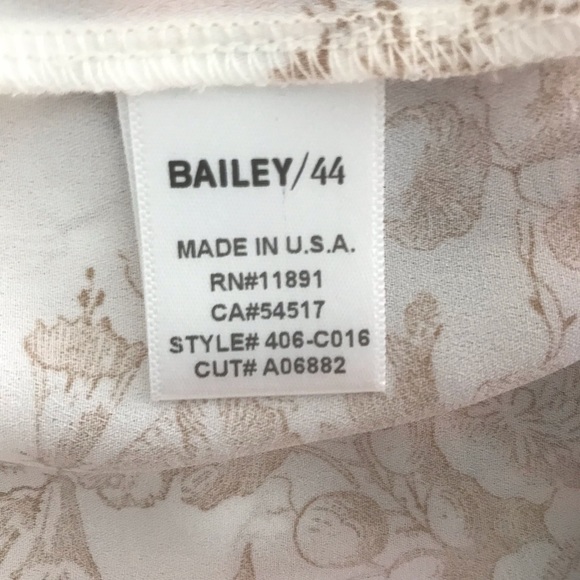 BAILEY/44
MADE IN U.S.A.
RN#11891
CA#54517
STYLE# 406-C016
CUT# A06882